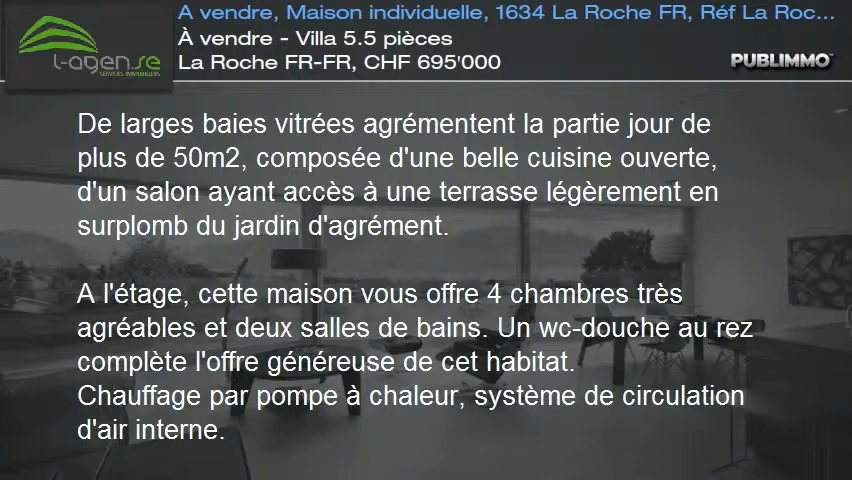 A vendre, Maison individuelle, 1634 La Roche FR, Réf La Roc...
À vendre - Villa 5.5 pièces
La Roche FR-FR, CHF 695'000
l-agen.se
SERVICES IMMOBILIERS
PUBLIMMO
De larges baies vitrées agrémentent la partie jour de
plus de 50m2, composée d'une belle cuisine ouverte,
d'un salon ayant accès à une terrasse légèrement en
surplomb du jardin d'agrément.
A l'étage, cette maison vous offre 4 chambres très
agréables et deux salles de bains. Un wc-douche au rez
complète l'offre généreuse de cet habitat.
Chauffage par pompe à chaleur, système de circulation
d'air interne.